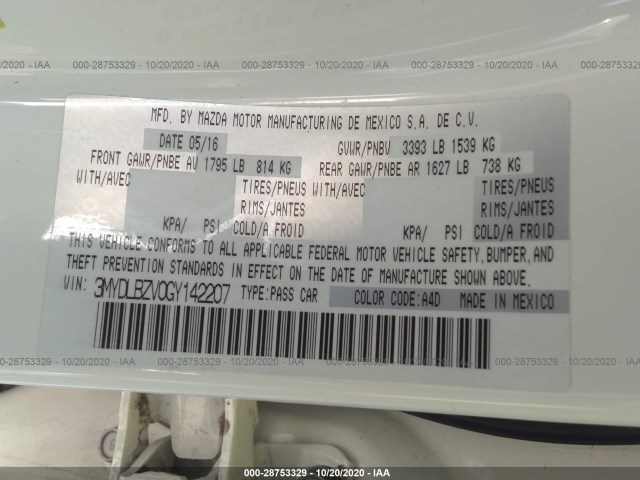 000-28753329 - 10/20/2020 - IAA
MFD. BY MAZDA MOTOR MANUFACTURING DE MEXICO S.A. DE C.V.
DATE 05/16 GVWR/PNBV 3393 LB 1539 KG
FRONT GAWR/PNBE AV 1795 LB 814 KG REAR GAWR/PNBE AR 1627 LB 738 KG
WITH/AVEC TIRES/PNEUS WITH/AVEC TIRES/PNEUS
RIMS/JANTES RIMS/JANTES
KPA/ PSI COLD/A FROID KPA/ PSI COLD/A FROID
THIS VEHICLE CONFORMS TO ALL APPLICABLE FEDERAL MOTOR VEHICLE SAFETY, BUMPER, AND
THEFT PREVENTION STANDARDS IN EFFECT ON THE DATE OF MANUFACTURE SHOWN ABOVE.
VIN: 3MYDLBZV0GY142207 TYPE:PASS CAR COLOR CODE:A4D MADE IN MEXICO
000-28753329 - 10/20/2020 - IAA